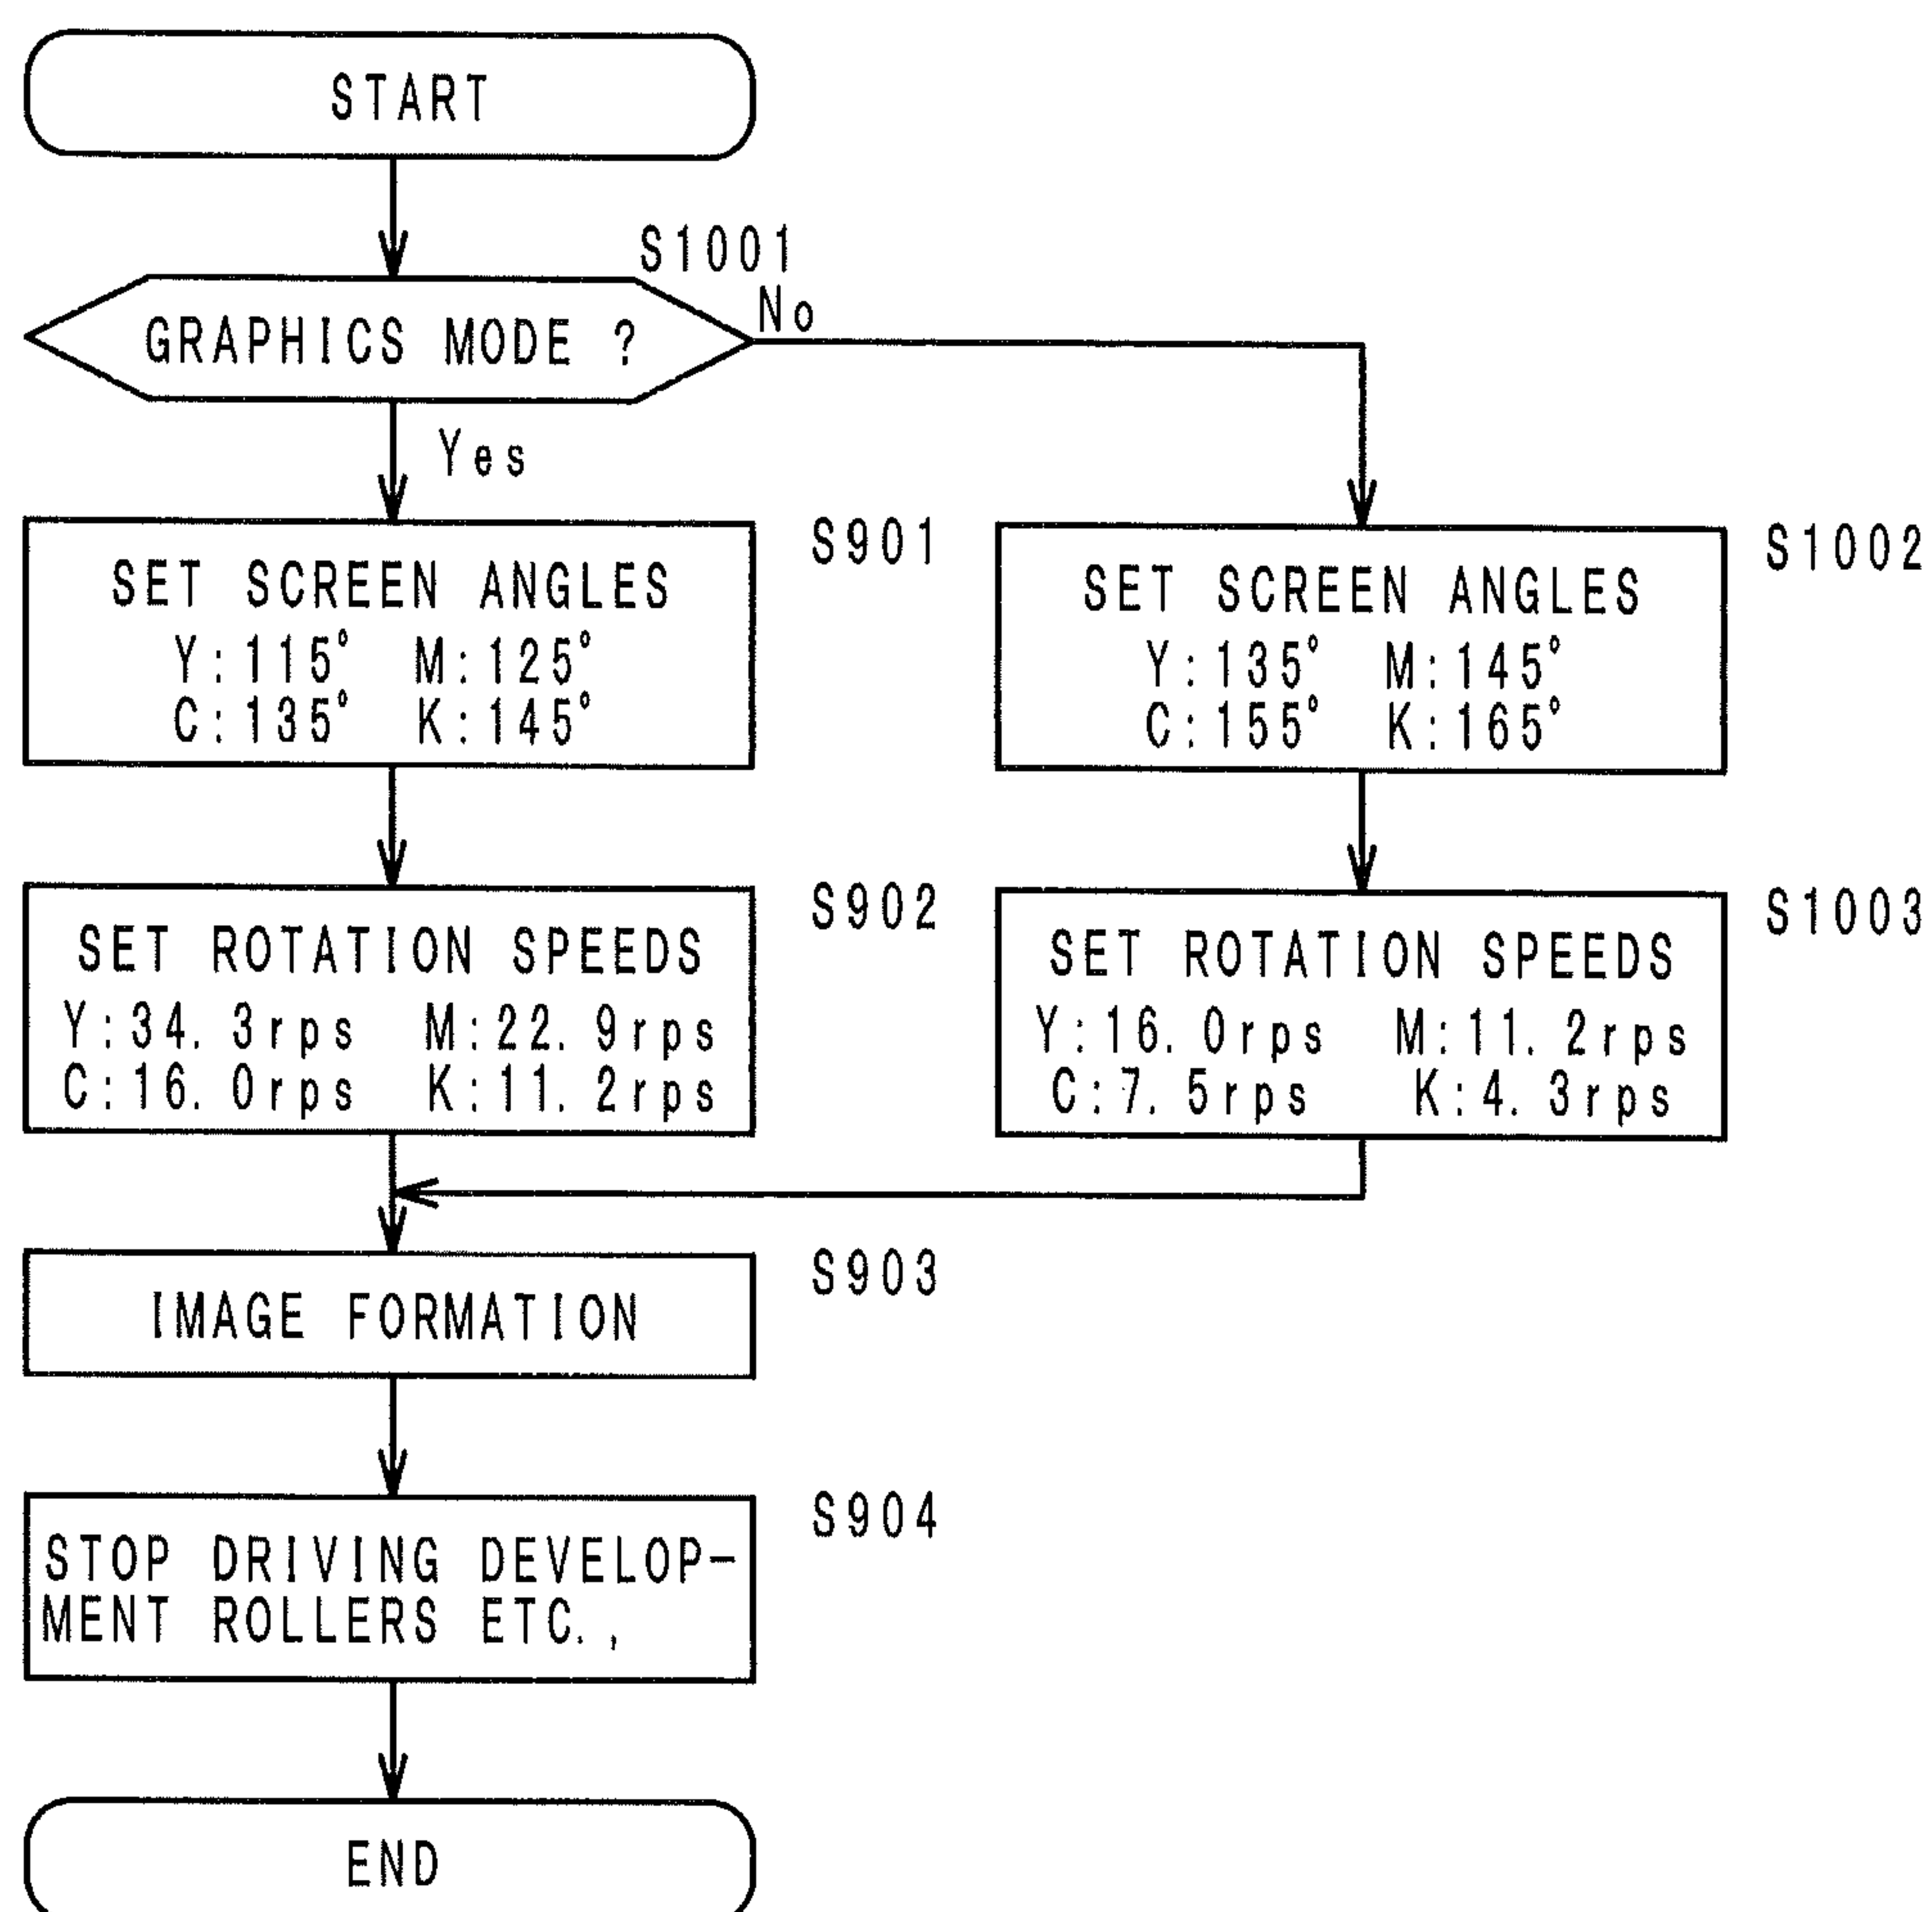 START
S1001
GRAPHICS MODE ?
No
Yes
S901
SET SCREEN ANGLES
Y:115° M:125°
C:135° K:145°
S1002
SET SCREEN ANGLES
Y:135° M:145°
C:155° K:165°
S902
SET ROTATION SPEEDS
Y:34.3rps M:22.9rps
C:16.0rps K:11.2rps
S1003
SET ROTATION SPEEDS
Y:16.0rps M:11.2rps
C:7.5rps K:4.3rps
S903
IMAGE FORMATION
S904
STOP DRIVING DEVELOP-
MENT ROLLERS ETC.,
END